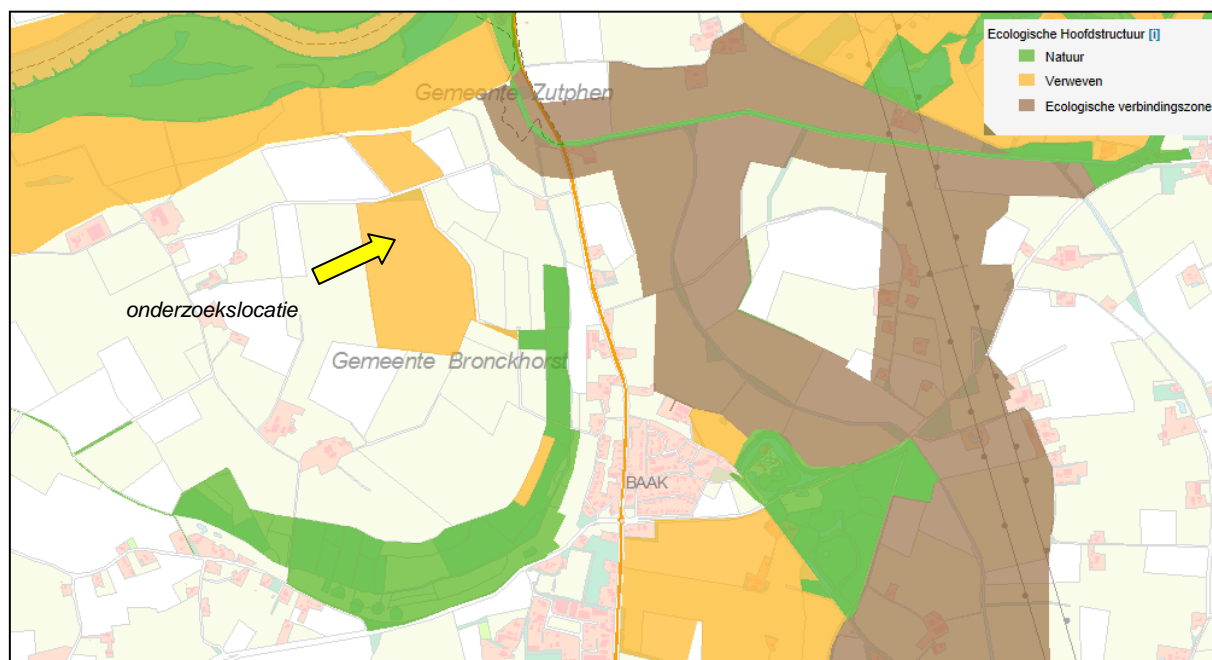 Ecologische Hoofdstructuur [i]
Natuur
Verweven
Ecologische verbindingszone
Gemeente Zutphen
onderzoekslocatie
Gemeente Bronckhorst
BAAK